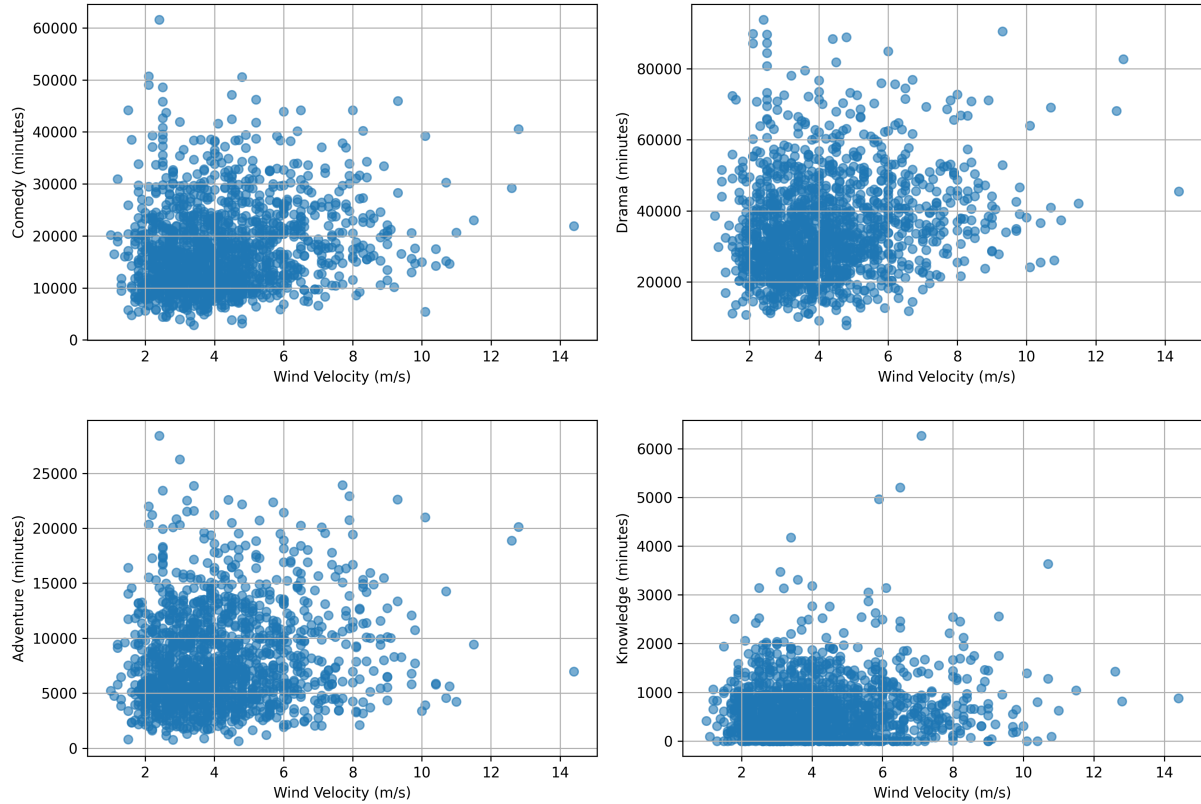 60000
50000
40000
30000
20000
10000
0
Comedy (minutes)
2 4 6 8 10 12 14
Wind Velocity (m/s)
80000
60000
40000
20000
Drama (minutes)
2 4 6 8 10 12 14
Wind Velocity (m/s)
25000
20000
15000
10000
5000
0
Adventure (minutes)
2 4 6 8 10 12 14
Wind Velocity (m/s)
6000
5000
4000
3000
2000
1000
0
Knowledge (minutes)
2 4 6 8 10 12 14
Wind Velocity (m/s)